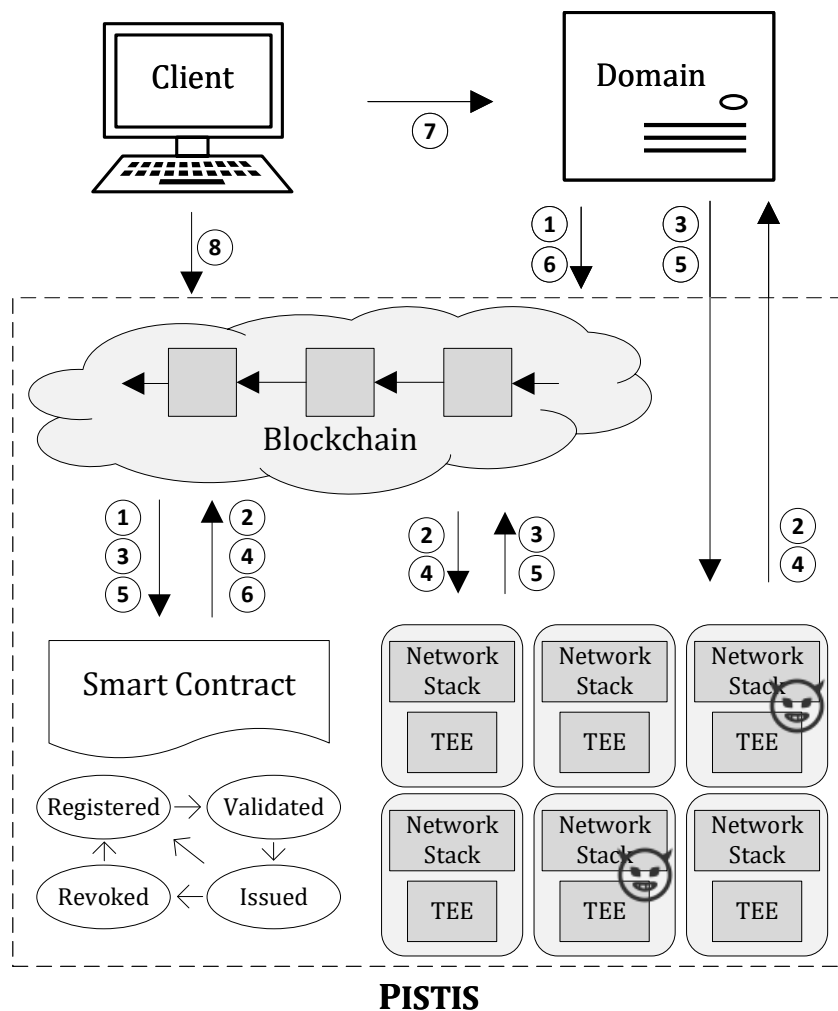 Client
Domain
7
8
1
6
3
5
Blockchain
1
3
5
2
4
6
2
4
3
5
2
4
Smart Contract
Registered
Validated
Revoked
Issued
Network
Stack
TEE
Network
Stack
TEE
Network
Stack
TEE
Network
Stack
TEE
Network
Stack
TEE
Network
Stack
TEE
PISTIS